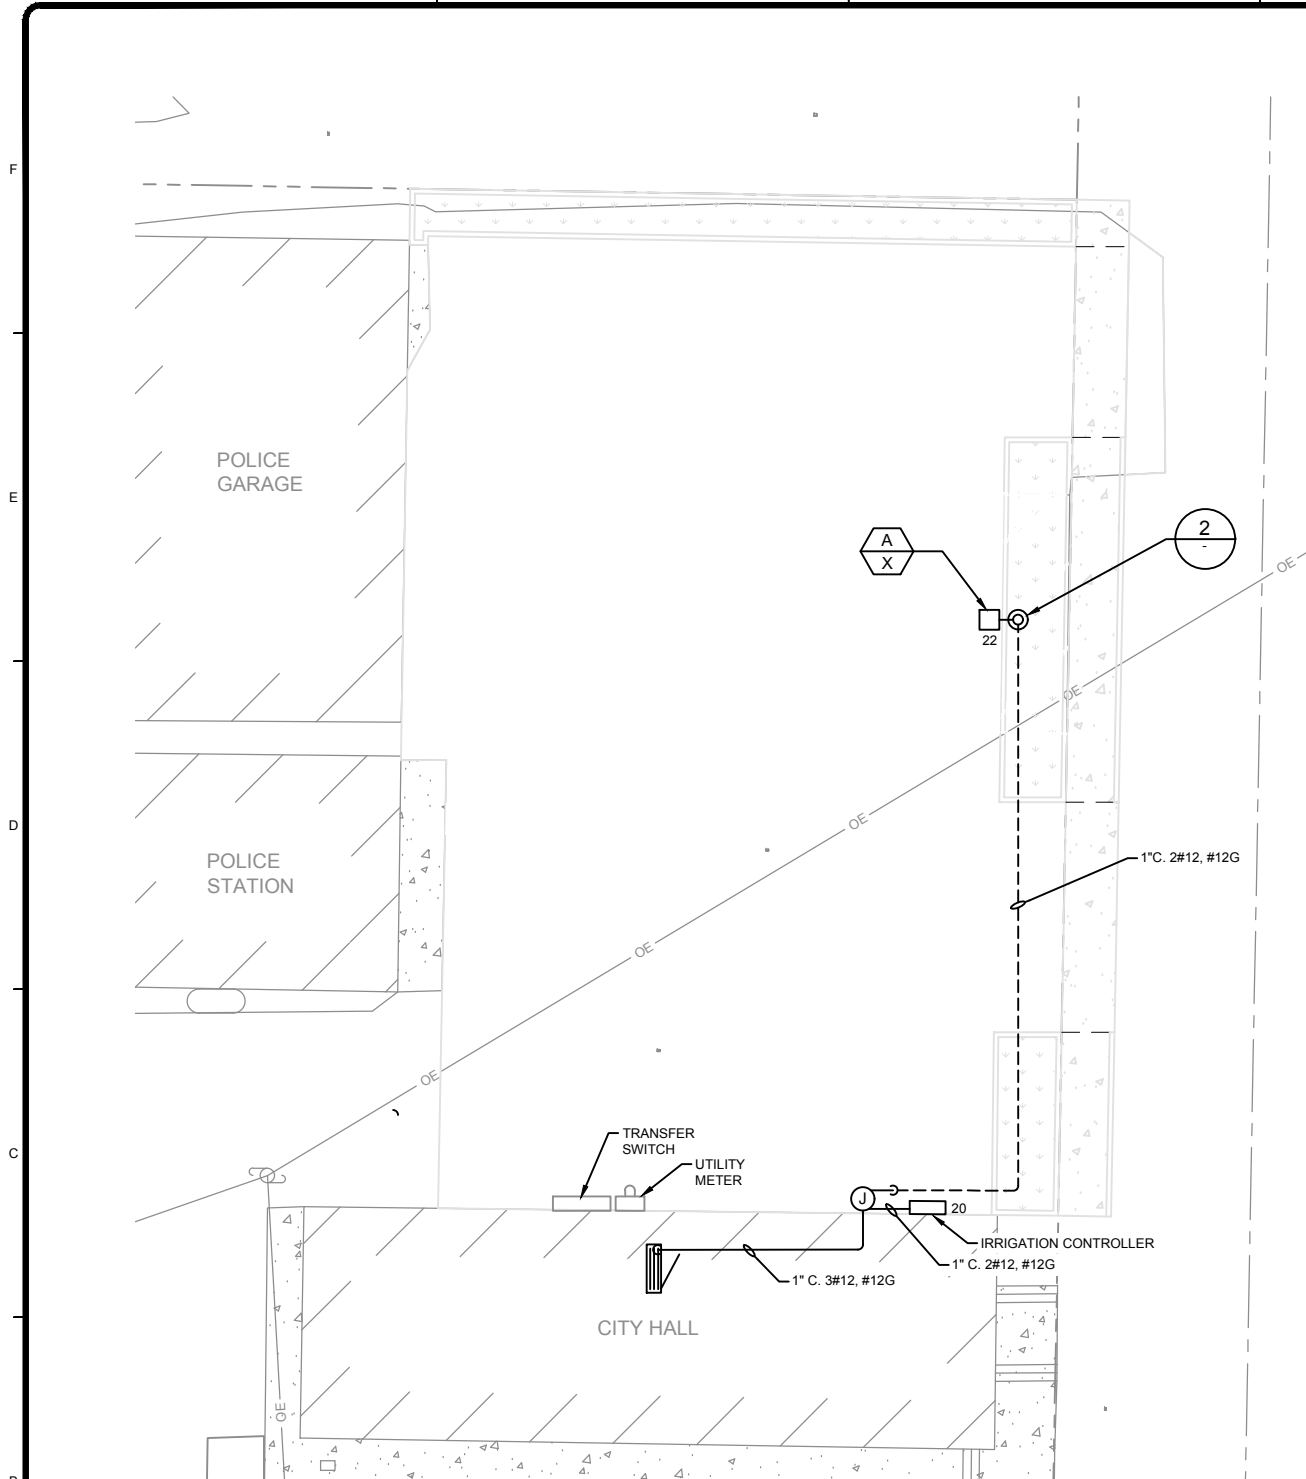 F
POLICE
GARAGE
E
A
X
2
-
OE
22
OE
OE
D
1"C. 2#12, #12G
POLICE
STATION
OE
OE
C
TRANSFER
SWITCH
UTILITY
METER
J
20
IRRIGATION CONTROLLER
1" C. 2#12, #12G
1" C. 3#12, #12G
CITY HALL
OE